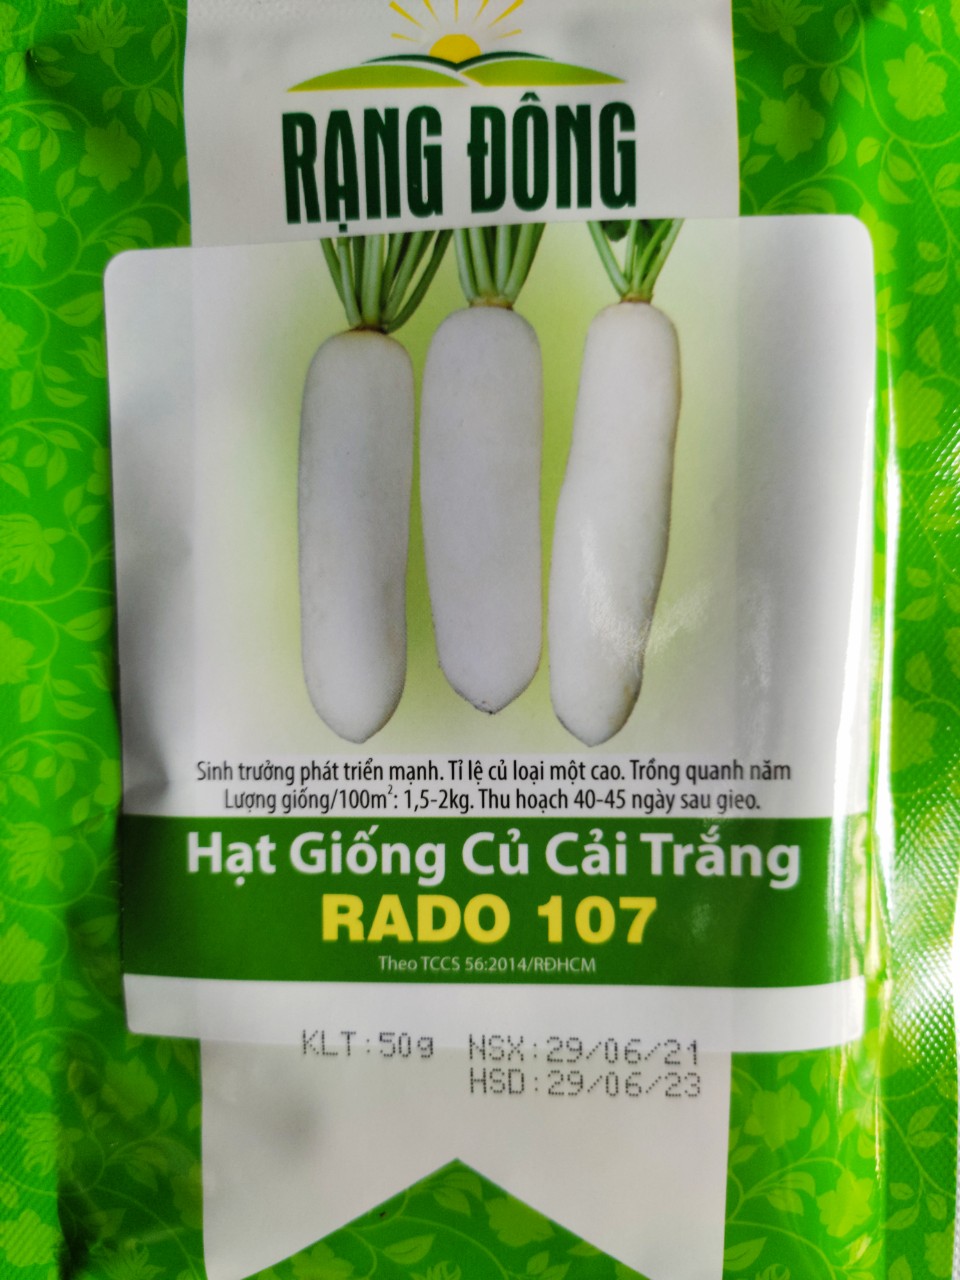 RẠNG ĐÔNG
Sinh trưởng phát triển mạnh. Tỉ lệ củ loại một cao. Trồng quanh năm
Lượng giống/100m²: 1,5-2kg. Thu hoạch 40-45 ngày sau gieo.
Hạt Giống Củ Cải Trắng
RADO 107
Theo TCCS 56:2014/RĐHCM
KLT:50g NSX:29/06/21
HSD:29/06/23